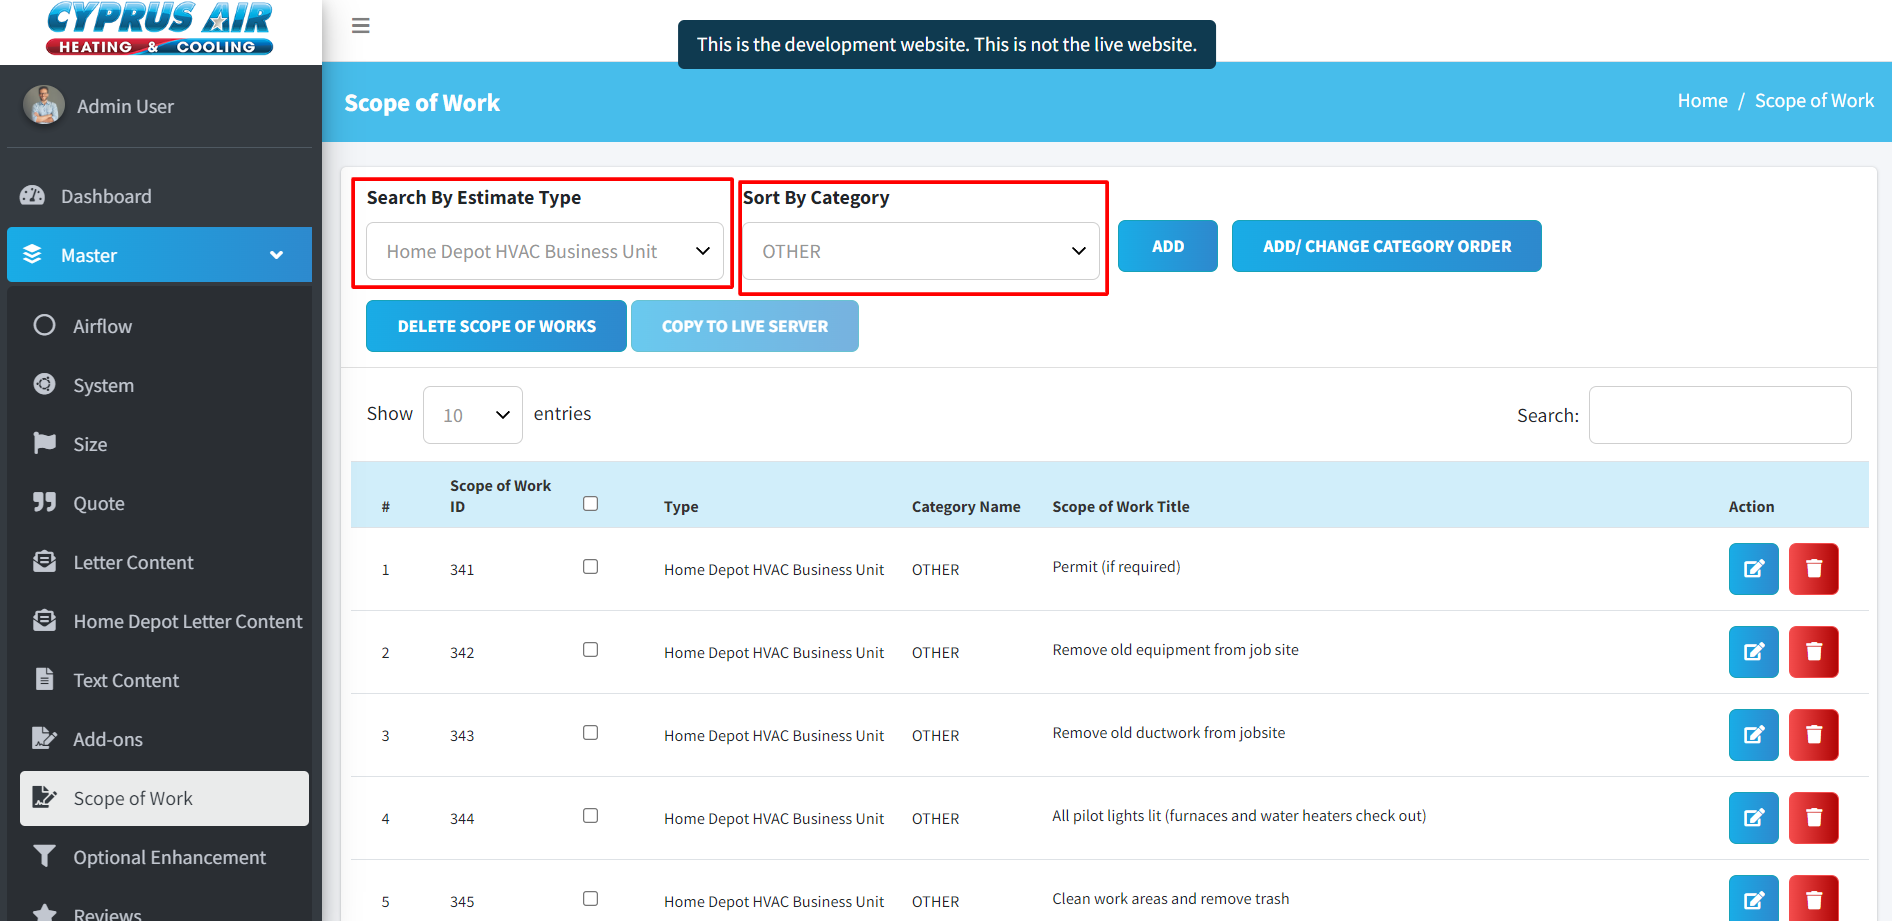 CYPRUS AIR
HEATING & COOLING
This is the development website. This is not the live website.
Admin User
Scope of Work
Home / Scope of Work
Dashboard
Master
Airflow
System
Size
Quote
Letter Content
Home Depot Letter Content
Text Content
Add-ons
Scope of Work
Optional Enhancement
Reviews
Search By Estimate Type
Sort By Category
Home Depot HVAC Business Unit
OTHER
ADD
ADD/ CHANGE CATEGORY ORDER
DELETE SCOPE OF WORKS
COPY TO LIVE SERVER
Show 10 entries
Search:
# Scope of Work ID Type Category Name Scope of Work Title Action
1 341 Home Depot HVAC Business Unit OTHER Permit (if required)
2 342 Home Depot HVAC Business Unit OTHER Remove old equipment from job site
3 343 Home Depot HVAC Business Unit OTHER Remove old ductwork from jobsite
4 344 Home Depot HVAC Business Unit OTHER All pilot lights lit (furnaces and water heaters check out)
5 345 Home Depot HVAC Business Unit OTHER Clean work areas and remove trash